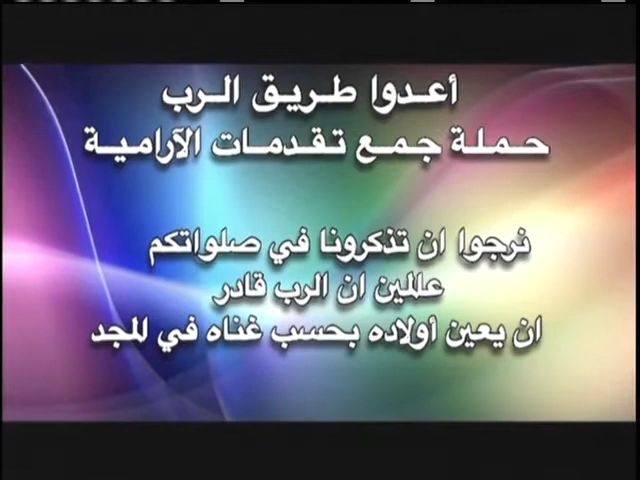 أعدوا طريق الرب
حملة جمع تقدمات الآرامية
نرجوا ان تذكرونا في صلواتكم
عالمين ان الرب قادر
ان يعين أولاده بحسب غناه في المجد